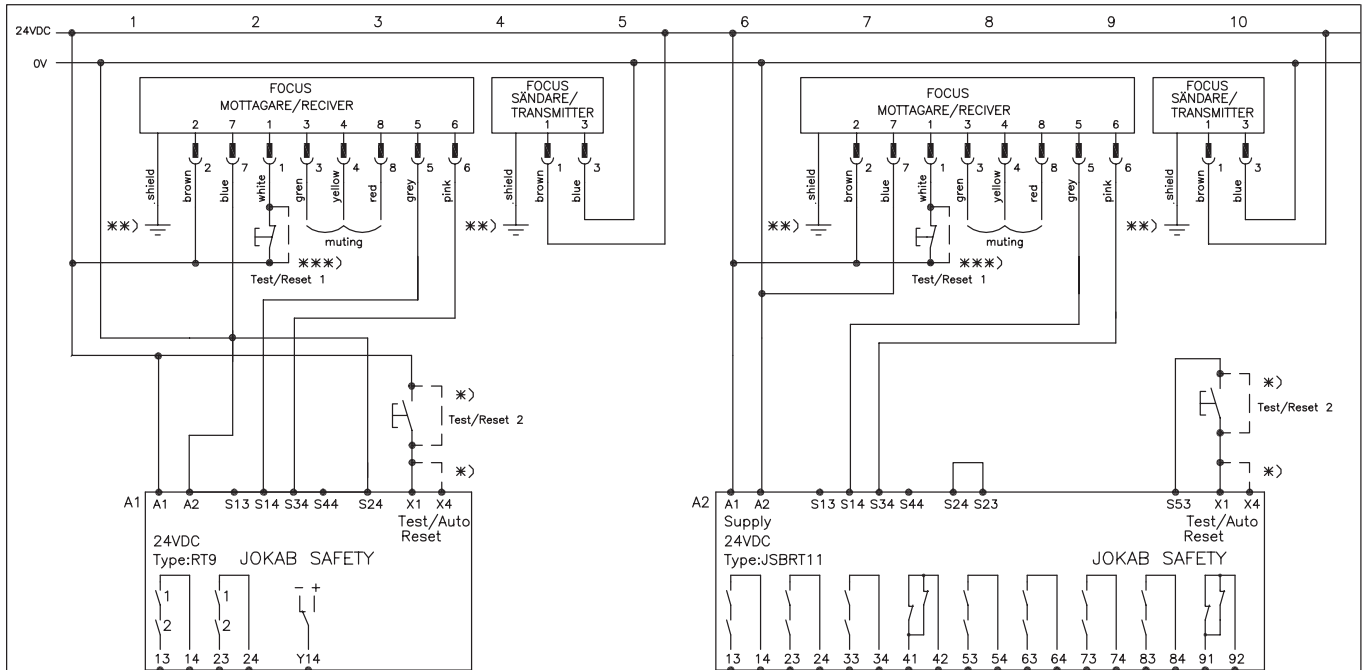 1 2 3 4 5 6 7 8 9 10
24VDC
0V
FOCUS
MOTTAGARE/RECIVER
2 7 1 3 4 8 5 6
2 7 1 3 4 8 5 6
shield brown blue white gren yellow red grey pink
**)
muting
***)
Test/Reset 1
FOCUS
SÄNDARE/
TRANSMITTER
1 3
1 3
shield brown blue
**)
FOCUS
MOTTAGARE/RECIVER
2 7 1 3 4 8 5 6
2 7 1 3 4 8 5 6
shield brown blue white gren yellow red grey pink
**)
muting
***)
Test/Reset 1
FOCUS
SÄNDARE/
TRANSMITTER
1 3
1 3
shield brown blue
**)
*)
Test/Reset 2
*)
*)
Test/Reset 2
*)
A1
A1 A2 S13 S14 S34 S44 S24 X1 X4
Test/Auto
Reset
24VDC
Type:RT9 JOKAB SAFETY
1 1 - +
2 2
13 14 23 24 Y14
A2
A1 A2 S13 S14 S34 S44 S24 S23 S53 X1 X4
Supply Test/Auto
Reset
24VDC
Type:JSBRT11 JOKAB SAFETY
13 14 23 24 33 34 41 42 53 54 63 64 73 74 83 84 91 92